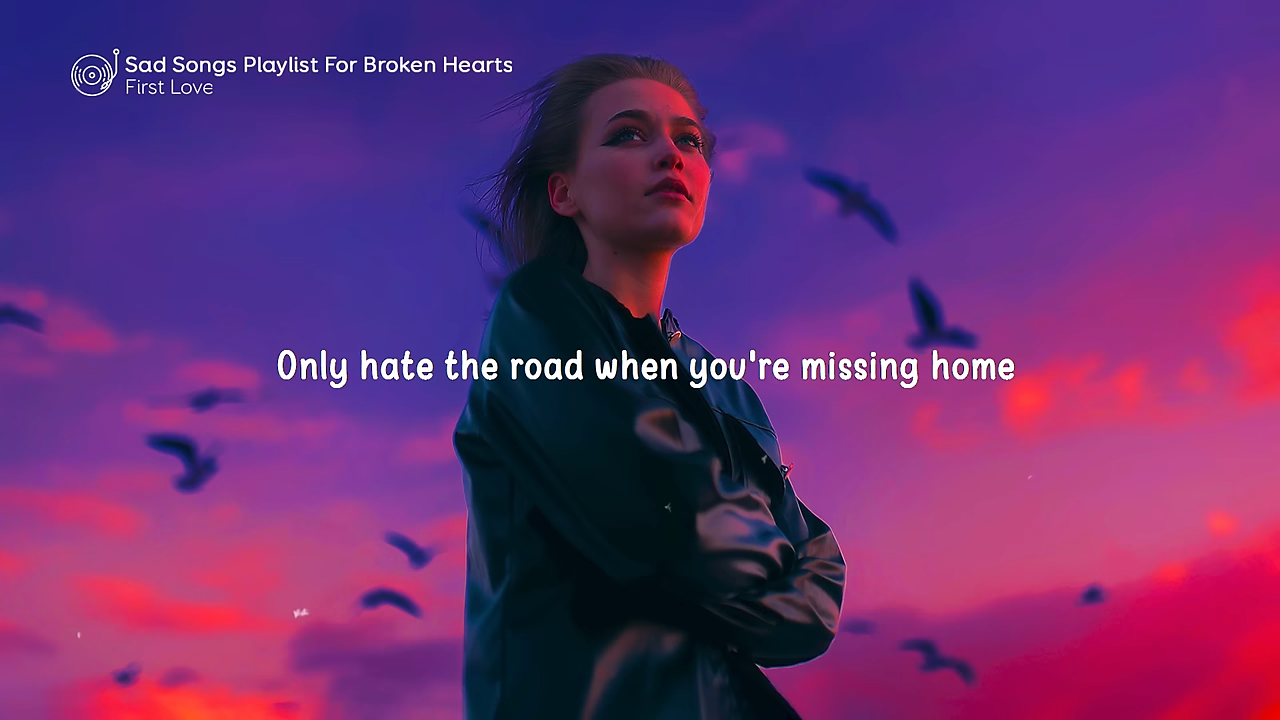 Sad Songs Playlist For Broken Hearts
First Love
Only hate the road when you're missing home